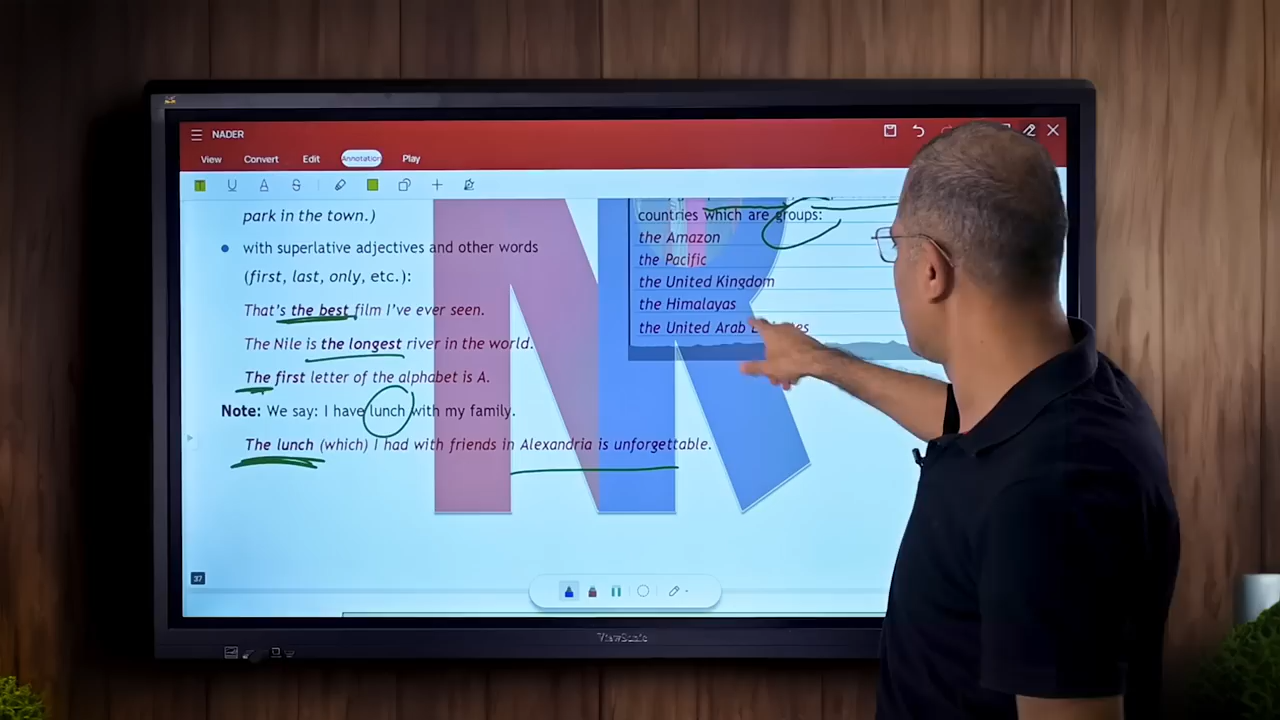 NADER
View Convert Edit Annotation Play
park in the town.)
with superlative adjectives and other words
(first, last, only, etc.):
That's the best film I've ever seen.
The Nile is the longest river in the world.
The first letter of the alphabet is A.
Note: We say: I have lunch with my family.
The lunch (which) I had with friends in Alexandria is unforgettable.
countries which are groups:
the Amazon
the Pacific
the United Kingdom
the Himalayas
the United Arab
37
ViewSonic